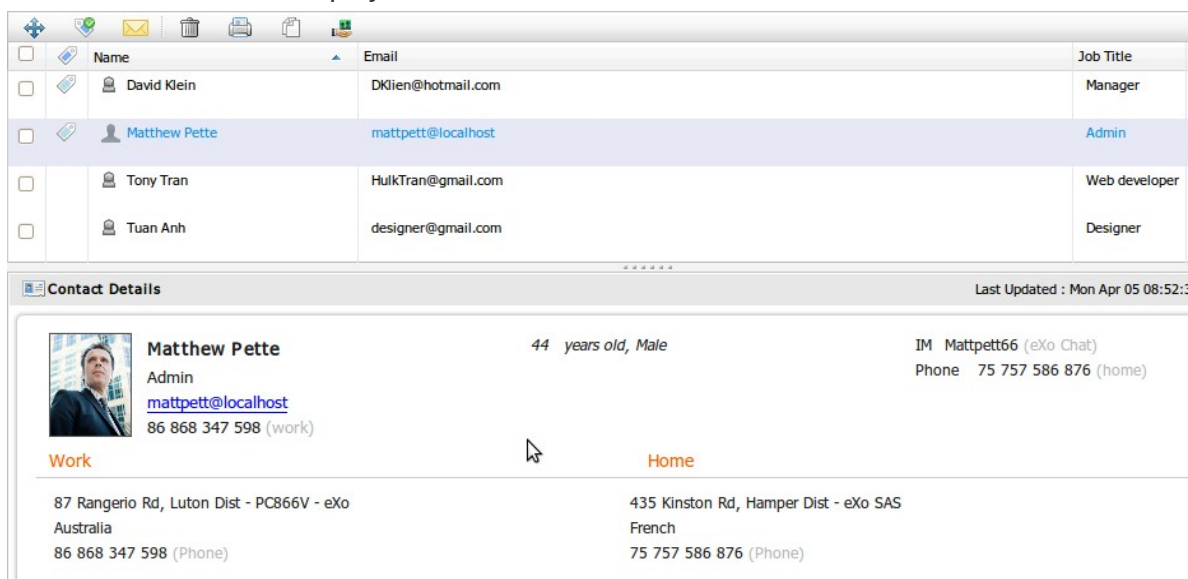 Name Email Job Title
David Klein DKlien@hotmail.com Manager
Matthew Pette mattpett@localhost Admin
Tony Tran HulkTran@gmail.com Web developer
Tuan Anh designer@gmail.com Designer
Contact Details Last Updated : Mon Apr 05 08:52:3
Matthew Pette 44 years old, Male IM Mattpett66 (eXo Chat)
Admin Phone 75 757 586 876 (home)
mattpett@localhost
86 868 347 598 (work)
Work Home
87 Rangerio Rd, Luton Dist - PC866V - eXo 435 Kinston Rd, Hamper Dist - eXo SAS
Australia French
86 868 347 598 (Phone) 75 757 586 876 (Phone)